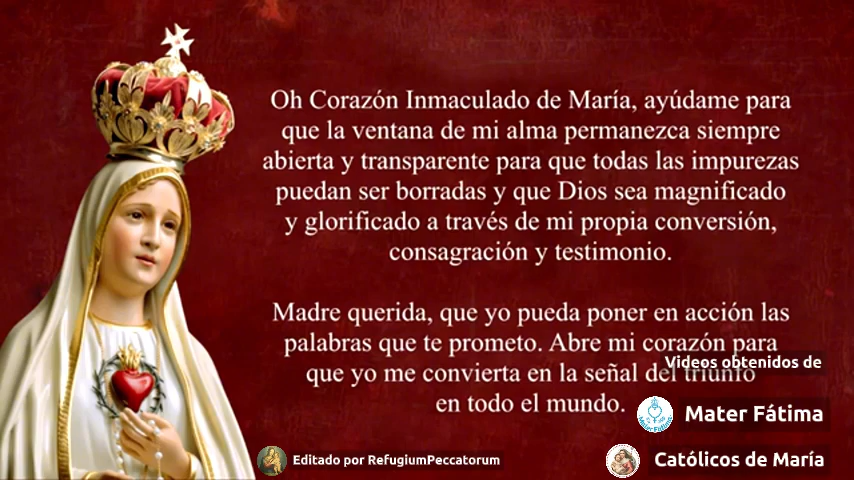 Oh Corazón Inmaculado de María, ayúdame para
que la ventana de mi alma permanezca siempre
abierta y transparente para que todas las impurezas
puedan ser borradas y que Dios sea magnificado
y glorificado a través de mi propia conversión,
consagración y testimonio.
Madre querida, que yo pueda poner en acción las
palabras que te prometo. Abre mi corazón para
que yo me convierta en la señal del triunfo
en todo el mundo.
Videos obtenidos de
Mater Fátima
Católicos de María
Editado por RefugiumPeccatorum